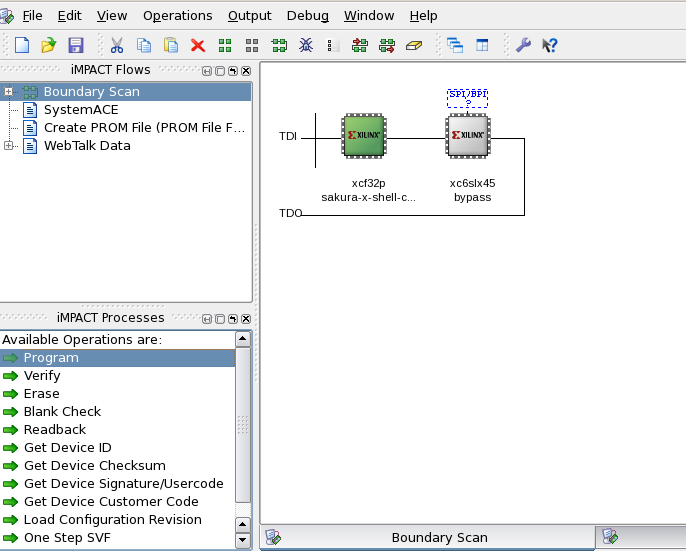 File Edit View Operations Output Debug Window Help
iMPACT Flows
Boundary Scan
SystemACE
Create PROM File (PROM File F...
WebTalk Data
iMPACT Processes
Available Operations are:
Program
Verify
Erase
Blank Check
Readback
Get Device ID
Get Device Checksum
Get Device Signature/Usercode
Get Device Customer Code
Load Configuration Revision
One Step SVF
SPI/BPI
?
TDI
XILINX
XILINX
xcf32p
sakura-x-shell-c...
xc6slx45
bypass
TDO
Boundary Scan